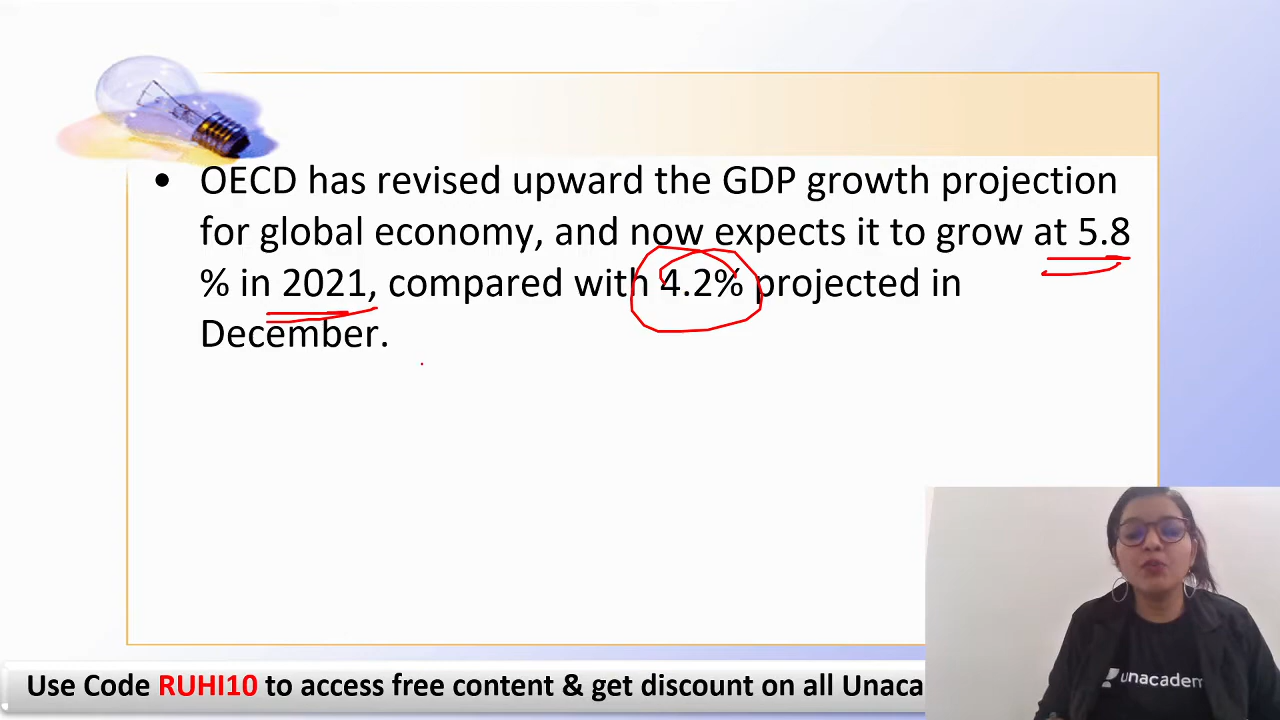 • OECD has revised upward the GDP growth projection
for global economy, and now expects it to grow at 5.8
% in 2021, compared with 4.2% projected in
December.
unacadem
Use Code RUHI10 to access free content & get discount on all Unaca